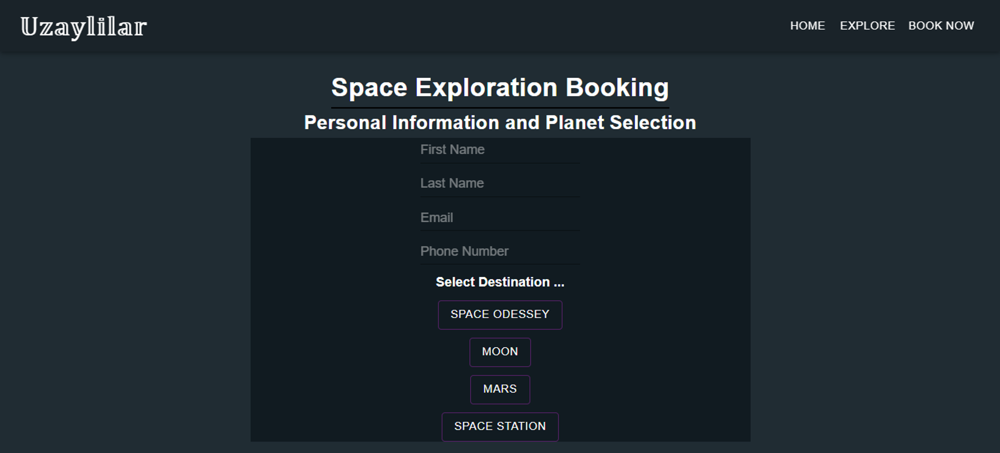 Uzaylilar
HOME EXPLORE BOOK NOW
Space Exploration Booking
Personal Information and Planet Selection
First Name
Last Name
Email
Phone Number
Select Destination ...
SPACE ODESSEY
MOON
MARS
SPACE STATION